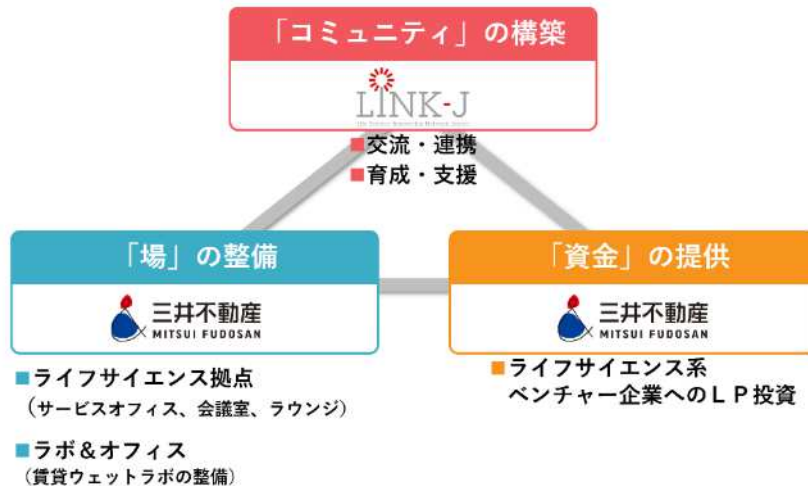 「コミュニティ」の構築
LINK-J
■交流・連携
■育成・支援
「場」の整備
三井不動産
MITSUI FUDOSAN
■ライフサイエンス拠点
（サービスオフィス、会議室、ラウンジ）
■ラボ＆オフィス
（賃貸ウェットラボの整備）
「資金」の提供
三井不動産
MITSUI FUDOSAN
■ライフサイエンス系
ベンチャー企業へのＬＰ投資